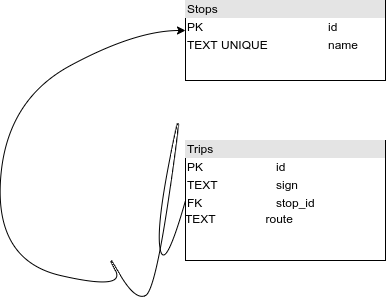 Stops
PK id
TEXT UNIQUE name
Trips
PK id
TEXT sign
FK stop_id
TEXT route